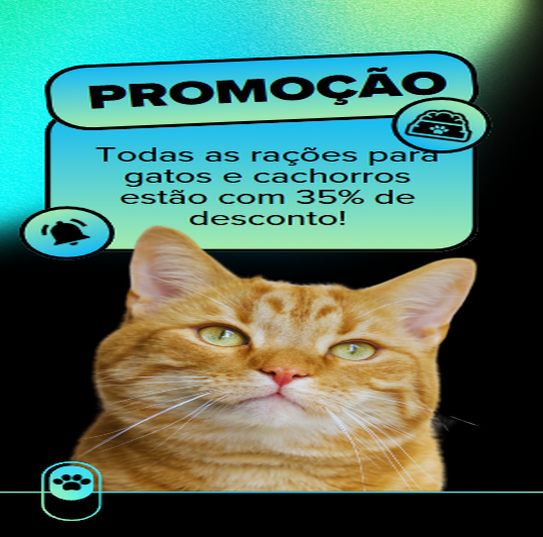 PROMOÇÃO
Todas as rações para
gatos e cachorros
estão com 35% de
desconto!